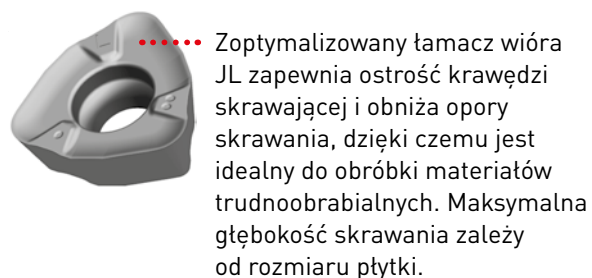 Zoptymalizowany łamacz wióra
JL zapewnia ostrość krawędzi
skrawającej i obniża opory
skrawania, dzięki czemu jest
idealny do obróbki materiałów
trudnoobrabialnych. Maksymalna
głębokość skrawania zależy
od rozmiaru płytki.